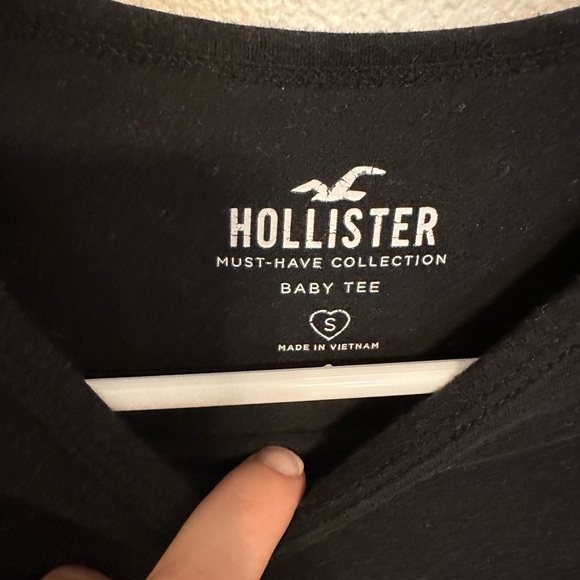 HOLLISTER
MUST-HAVE COLLECTION
BABY TEE
S
MADE IN VIETNAM